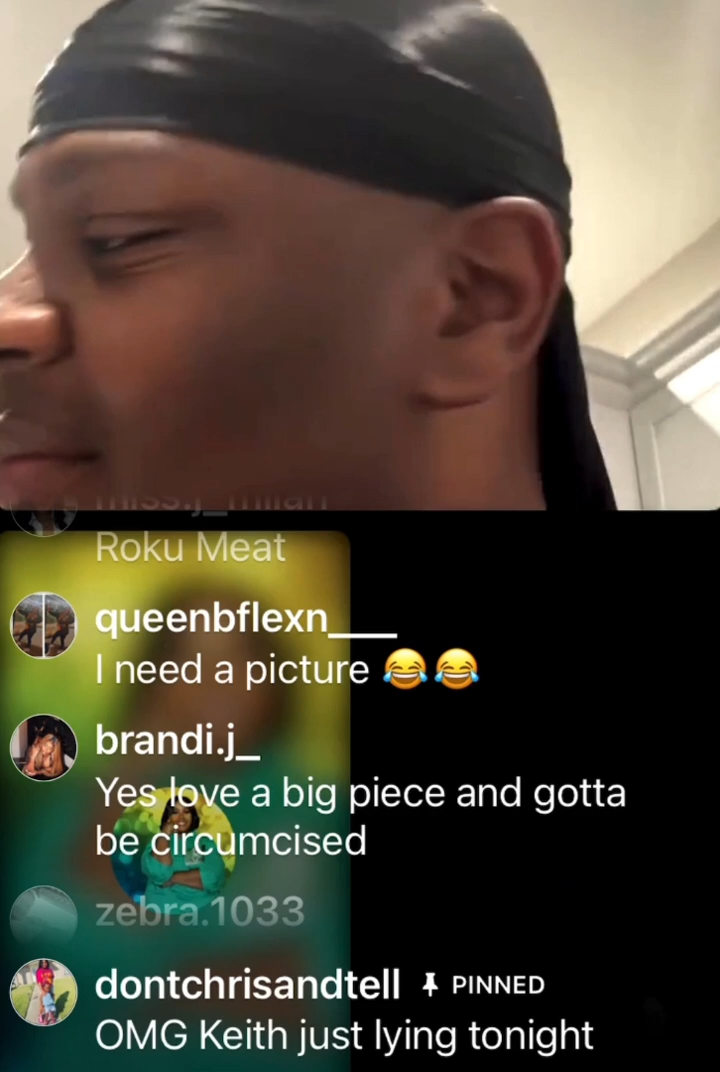 Roku Meat
queenbflexn___
I need a picture 😂😂
brandi.j_
Yes love a big piece and gotta
be circumcised
zebra.1033
dontchrisandtell PINNED
OMG Keith just lying tonight